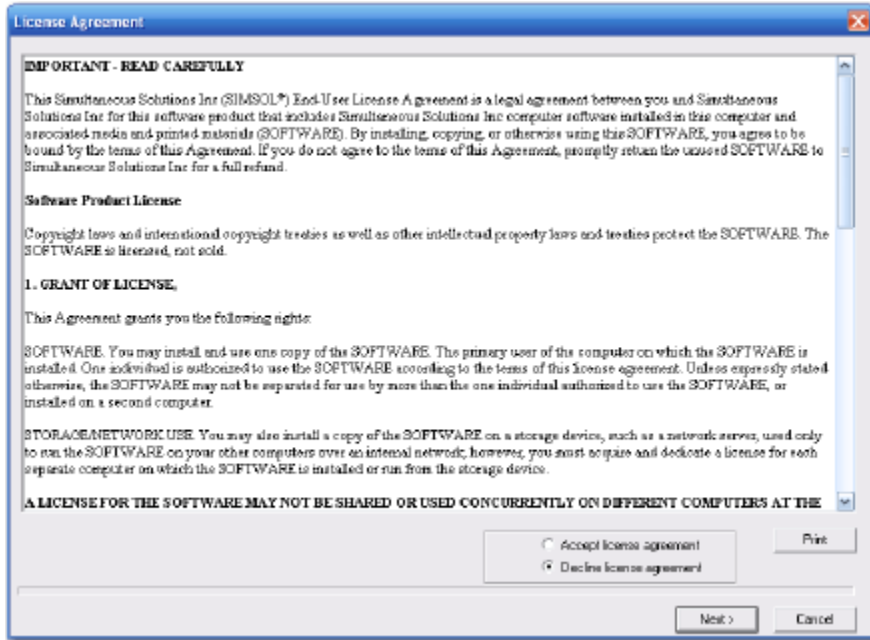 License Agreement
IMPORTANT - READ CAREFULLY
This Simultaneous Solutions Inc (SIMSOL®) End-User License Agreement is a legal agreement between you and Simultaneous
Solutions Inc for this software product that includes Simultaneous Solutions Inc computer software installed in this computer and
associated media and printed materials (SOFTWARE). By installing, copying, or otherwise using this SOFTWARE, you agree to be
bound by the terms of this Agreement. If you do not agree to the terms of this Agreement, promptly return the unused SOFTWARE to
Simultaneous Solutions Inc for a full refund.
Software Product License
Copyright laws and international copyright treaties as well as other intellectual property laws and treaties protect the SOFTWARE. The
SOFTWARE is licensed, not sold.
1. GRANT OF LICENSE,
This Agreement grants you the following rights:
SOFTWARE. You may install and use one copy of the SOFTWARE. The primary user of the computer on which the SOFTWARE is
installed. One individual is authorized to use the SOFTWARE according to the terms of this license agreement. Unless expressly stated
otherwise, the SOFTWARE may not be separated for use by more than the one individual authorized to use the SOFTWARE, or
installed on a second computer.
STORAGE/NETWORK USE. You may also install a copy of the SOFTWARE on a storage device, such as a network server, used only
to run the SOFTWARE on your other computers over an internal network, however, you must acquire and dedicate a license for each
separate computer on which the SOFTWARE is installed or run from the storage device.
A LICENSE FOR THE SOFTWARE MAY NOT BE SHARED OR USED CONCURRENTLY ON DIFFERENT COMPUTERS AT THE
Accept license agreement
Print
Decline license agreement
Next >
Cancel